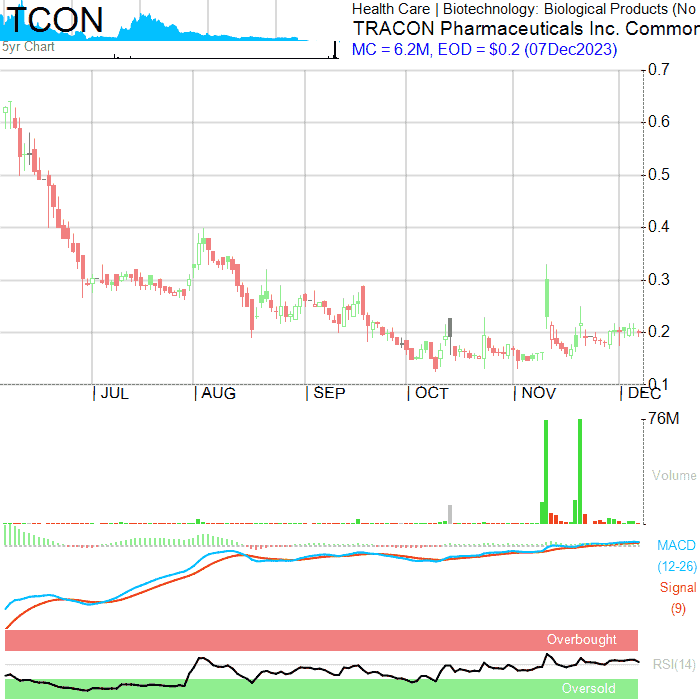 TCON
5yr Chart
Health Care | Biotechnology: Biological Products (No
TRACON Pharmaceuticals Inc. Common
MC = 6.2M, EOD = $0.2 (07Dec2023)
0.7
0.6
0.5
0.4
0.3
0.2
0.1
JUL
AUG
SEP
OCT
NOV
DEC
76M
Volume
MACD
(12-26)
Signal
(9)
Overbought
RSI(14)
Oversold